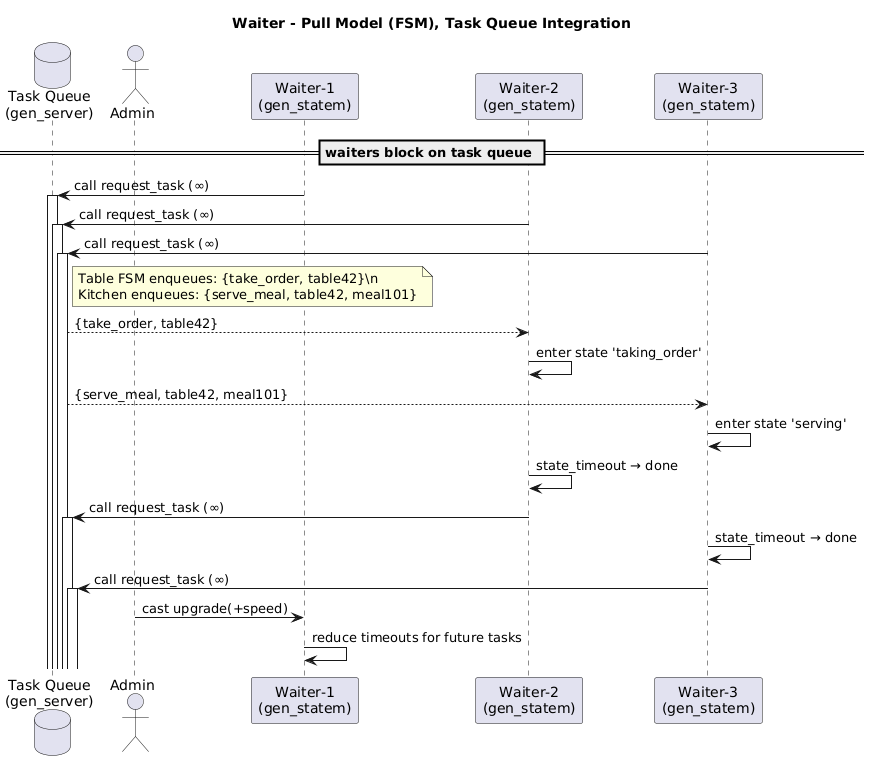 Waiter - Pull Model (FSM), Task Queue Integration
Task Queue
(gen_server)
Admin
Waiter-1
(gen_statem)
Waiter-2
(gen_statem)
Waiter-3
(gen_statem)
waiters block on task queue
call request_task (∞)
call request_task (∞)
call request_task (∞)
Table FSM enqueues: {take_order, table42}\n
Kitchen enqueues: {serve_meal, table42, meal101}
{take_order, table42}
enter state 'taking_order'
{serve_meal, table42, meal101}
enter state 'serving'
state_timeout → done
call request_task (∞)
state_timeout → done
call request_task (∞)
cast upgrade(+speed)
reduce timeouts for future tasks
Task Queue
(gen_server)
Admin
Waiter-1
(gen_statem)
Waiter-2
(gen_statem)
Waiter-3
(gen_statem)